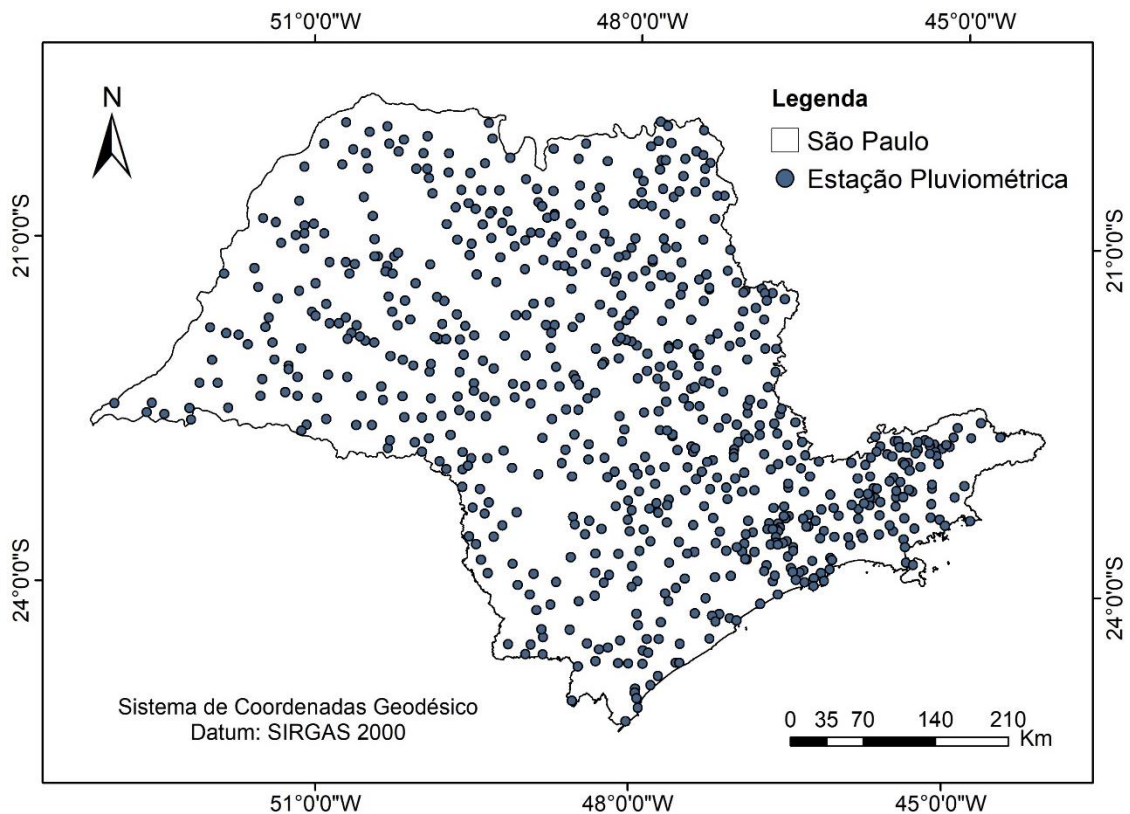 51°0'0"W 48°0'0"W 45°0'0"W
N
Legenda
São Paulo
Estação Pluviométrica
21°0'0"S
21°0'0"S
24°0'0"S
24°0'0"S
Sistema de Coordenadas Geodésico
Datum: SIRGAS 2000
0 35 70 140 210
Km
51°0'0"W 48°0'0"W 45°0'0"W